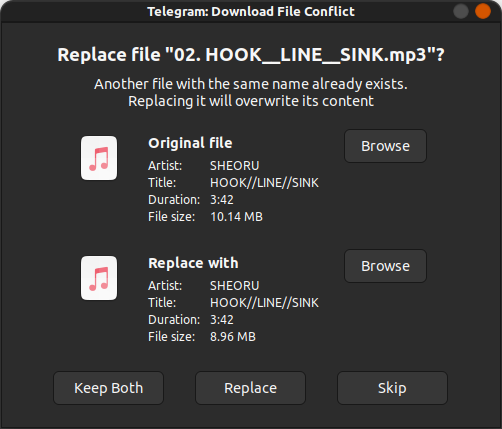 Telegram: Download File Conflict
Replace file "02. HOOK__LINE__SINK.mp3"?
Another file with the same name already exists.
Replacing it will overwrite its content
Original file
Browse
Artist: SHEORU
Title: HOOK//LINE//SINK
Duration: 3:42
File size: 10.14 MB
Replace with
Browse
Artist: SHEORU
Title: HOOK//LINE//SINK
Duration: 3:42
File size: 8.96 MB
Keep Both Replace Skip